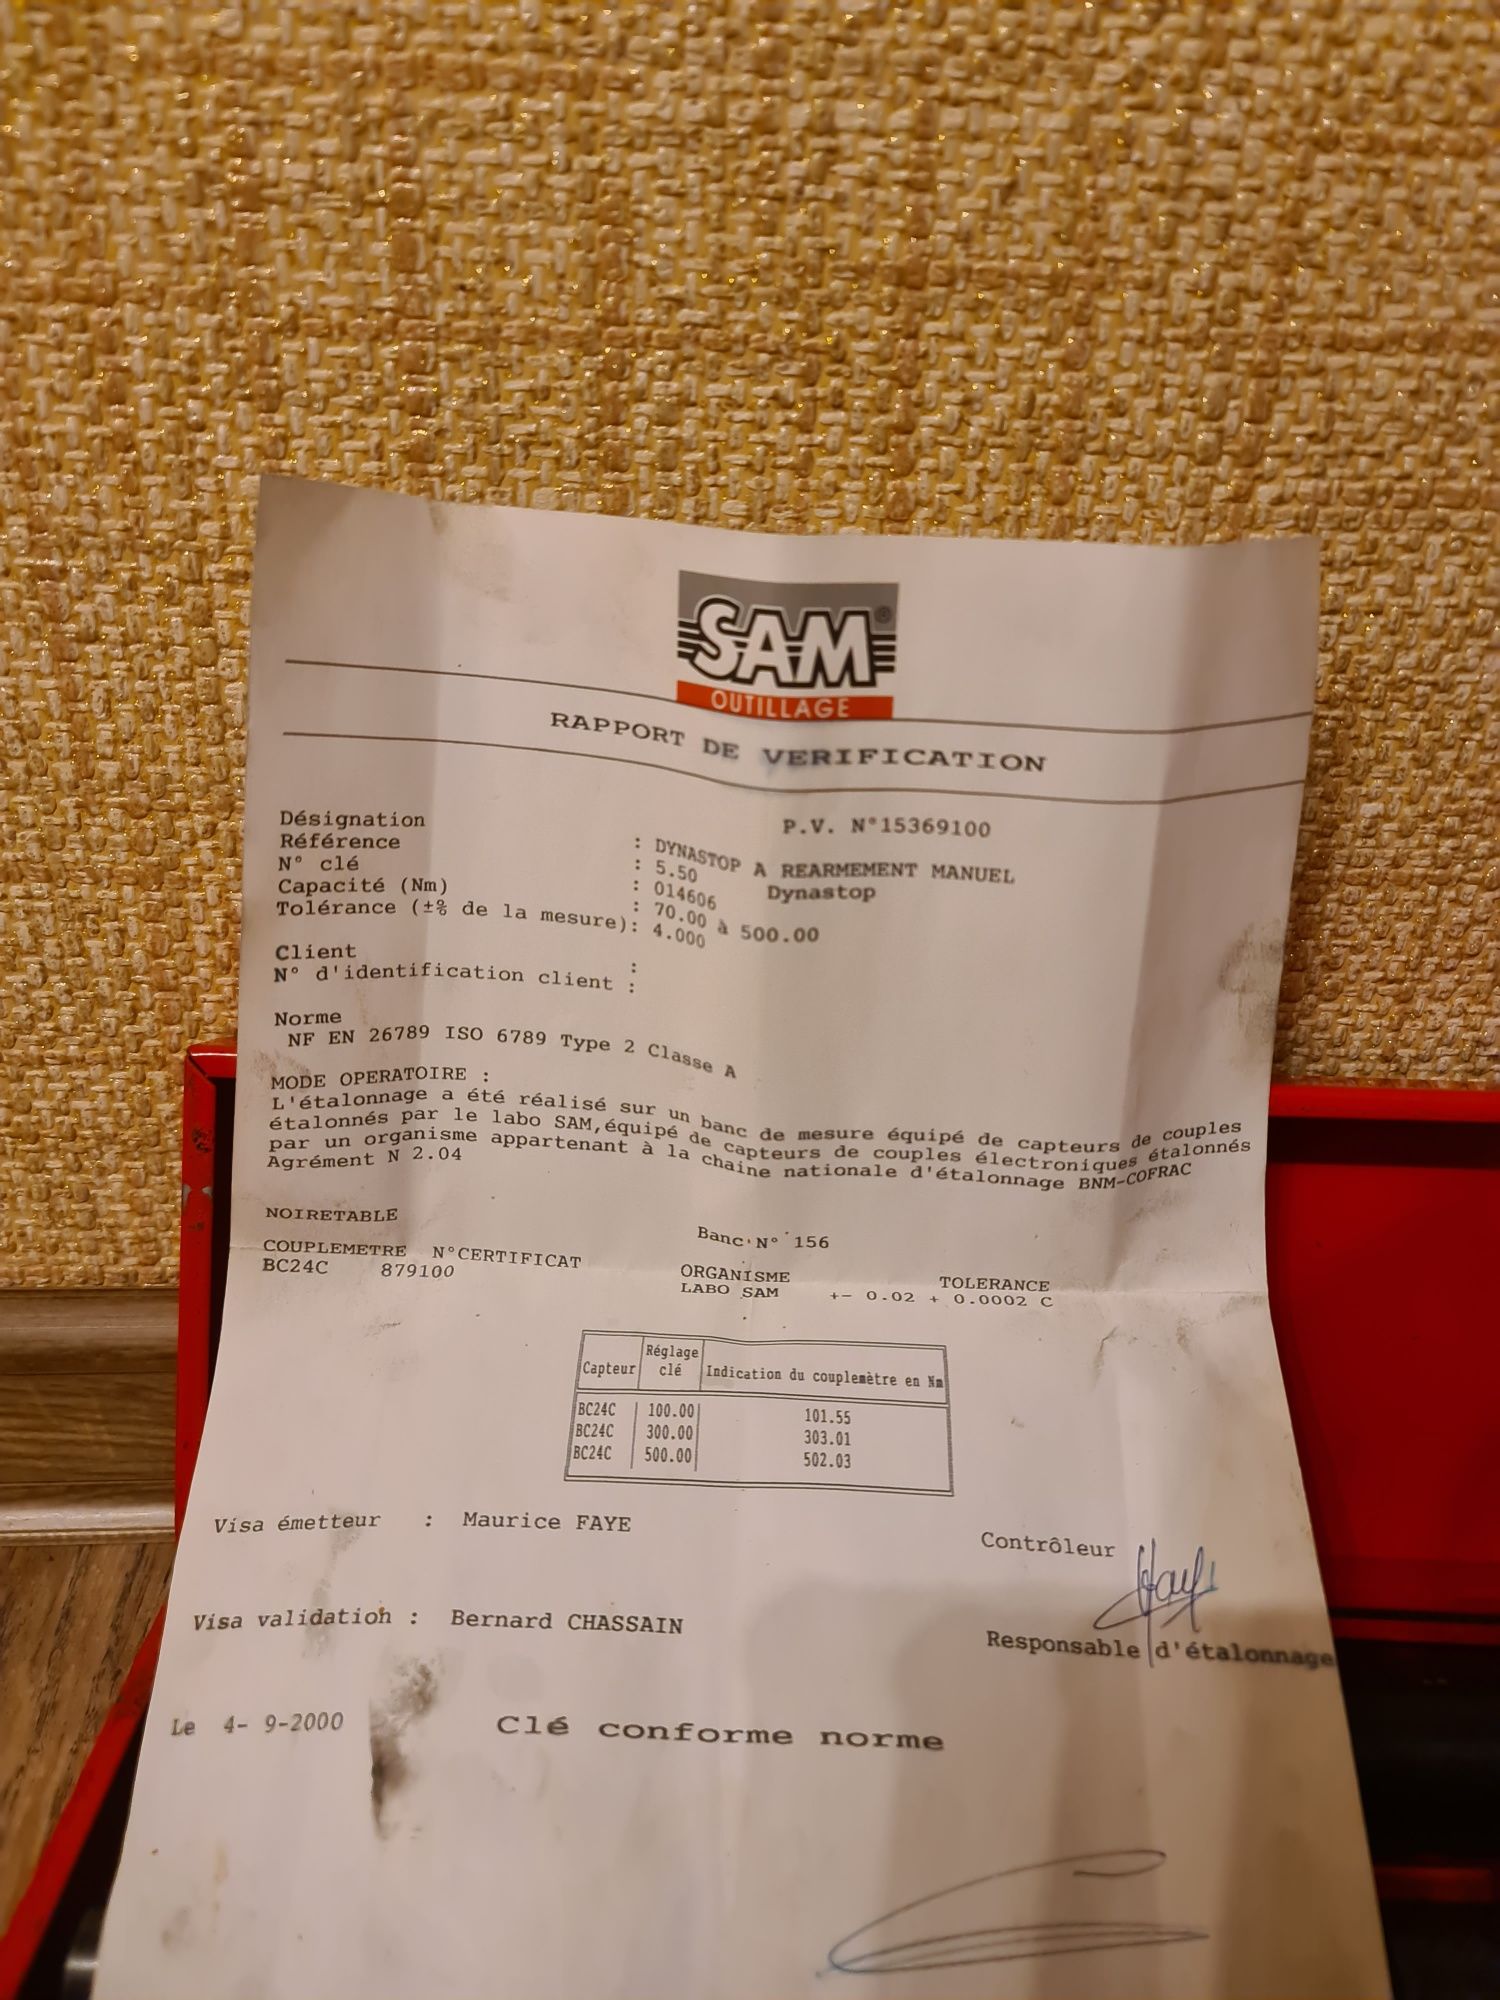 SAM®
OUTILLAGE
RAPPORT DE VERIFICATION
P.V. N°15369100
Désignation : DYNASTOP A REARMEMENT MANUEL
Référence : 5.50 Dynastop
N° clé : 014606
Capacité (Nm) : 70.00 à 500.00
Tolérance (±% de la mesure): 4.000
Client :
N° d'identification client :
Norme
NF EN 26789 ISO 6789 Type 2 Classe A
MODE OPERATOIRE :
L'étalonnage a été réalisé sur un banc de mesure équipé de capteurs de couples
étalonnés par le labo SAM,équipé de capteurs de couples électroniques étalonnés
par un organisme appartenant à la chaine nationale d'étalonnage BNM-COFRAC
Agrément N 2.04
NOIRETABLE Banc N° 156
COUPLEMETRE N°CERTIFICAT ORGANISME TOLERANCE
BC24C 879100 LABO SAM +- 0.02 + 0.0002 C
Capteur Réglage clé Indication du couplemètre en Nm
BC24C 100.00 101.55
BC24C 300.00 303.01
BC24C 500.00 502.03
Visa émetteur : Maurice FAYE Contrôleur
Visa validation : Bernard CHASSAIN Responsable d'étalonnage
Le 4- 9-2000 Clé conforme norme